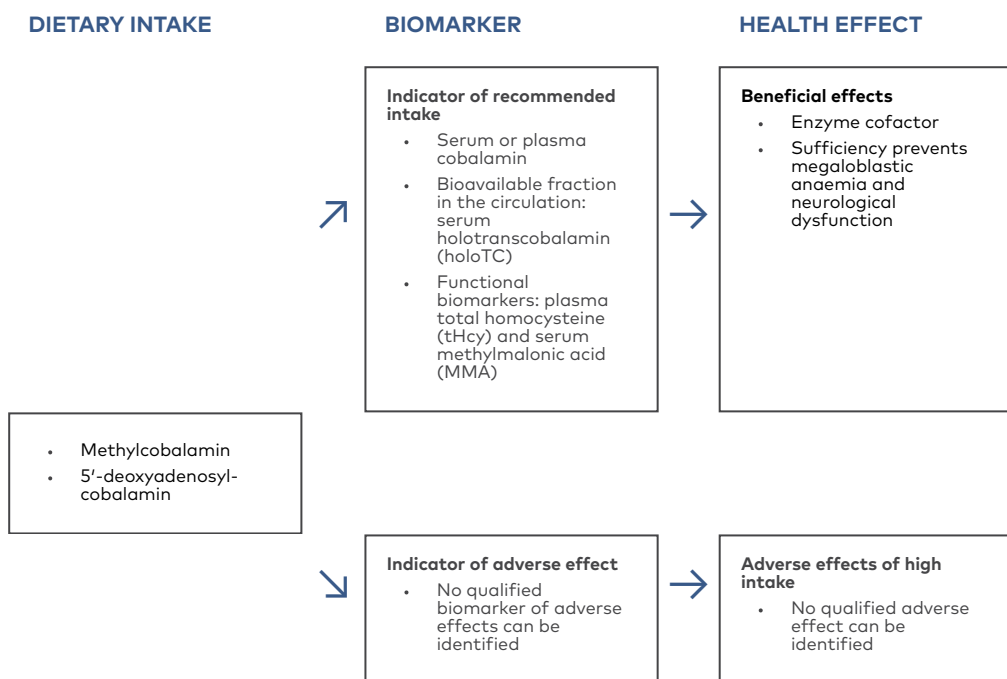 DIETARY INTAKE
BIOMARKER
HEALTH EFFECT
Indicator of recommended
intake
• Serum or plasma
cobalamin
• Bioavailable fraction
in the circulation:
serum
holotranscobalamin
(holoTC)
• Functional
biomarkers: plasma
total homocysteine
(tHcy) and serum
methylmalonic acid
(MMA)
Beneficial effects
• Enzyme cofactor
• Sufficiency prevents
megaloblastic
anaemia and
neurological
dysfunction
• Methylcobalamin
• 5′-deoxyadenosyl-
cobalamin
Indicator of adverse effect
• No qualified
biomarker of adverse
effects can be
identified
Adverse effects of high
intake
• No qualified adverse
effect can be
identified